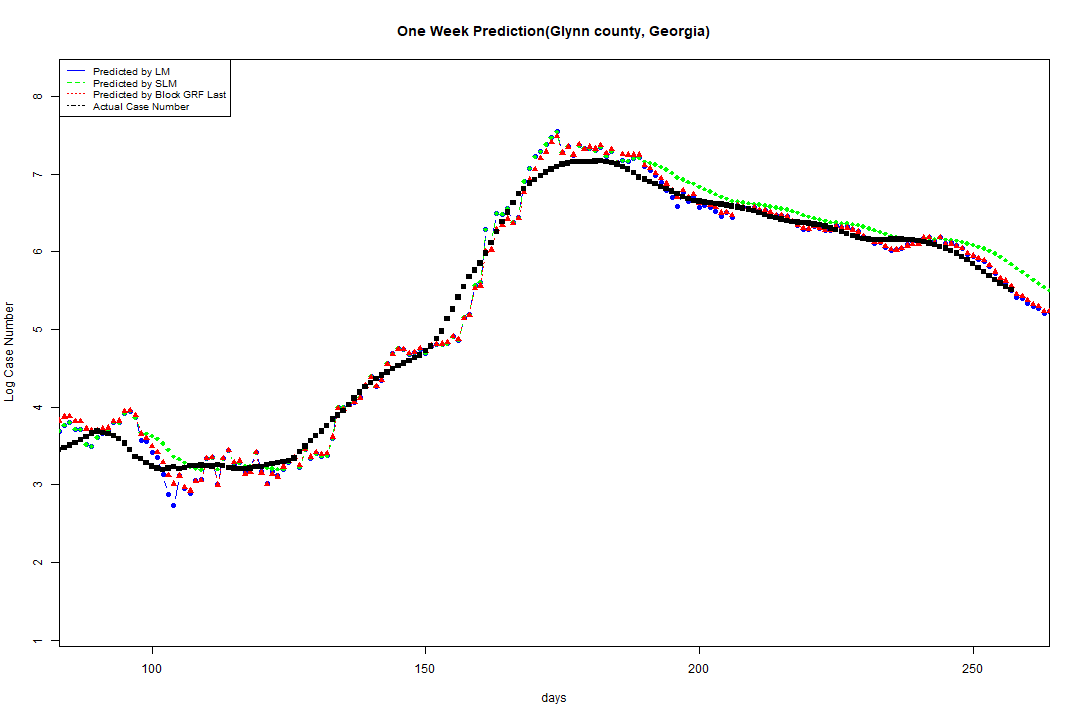 One Week Prediction(Glynn county, Georgia)
Predicted by LM
Predicted by SLM
Predicted by Block GRF Last
Actual Case Number
8
7
6
5
4
3
2
1
Log Case Number
100 150 200 250
days